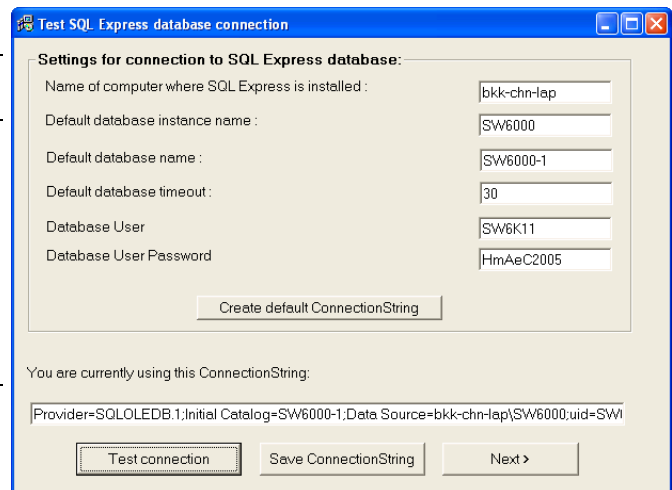 Test SQL Express database connection
Settings for connection to SQL Express database:
Name of computer where SQL Express is installed : bkk-chn-lap
Default database instance name : SW6000
Default database name : SW6000-1
Default database timeout : 30
Database User SW6K11
Database User Password HmAeC2005
Create default ConnectionString
You are currently using this ConnectionString:
Provider=SQLOLEDB.1;Initial Catalog=SW6000-1;Data Source=bkk-chn-lap\SW6000;uid=SW
Test connection Save ConnectionString Next >